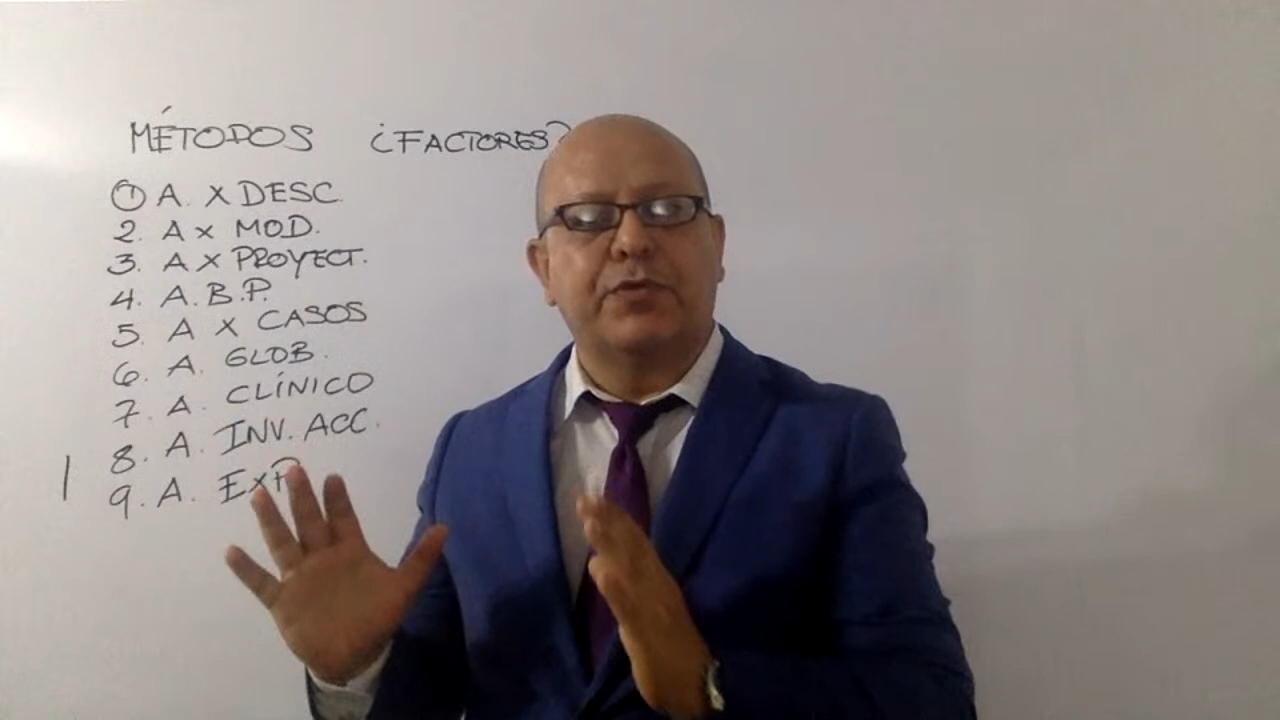 MÉTODOS ¿FACTORES?
1 A. X DESC.
2. A X MOD.
3. A X PROYECT.
4. A.B.P.
5. A X CASOS
6. A. GLOB.
7. A. CLÍNICO
8. A. INV. ACC.
9. A. EXP